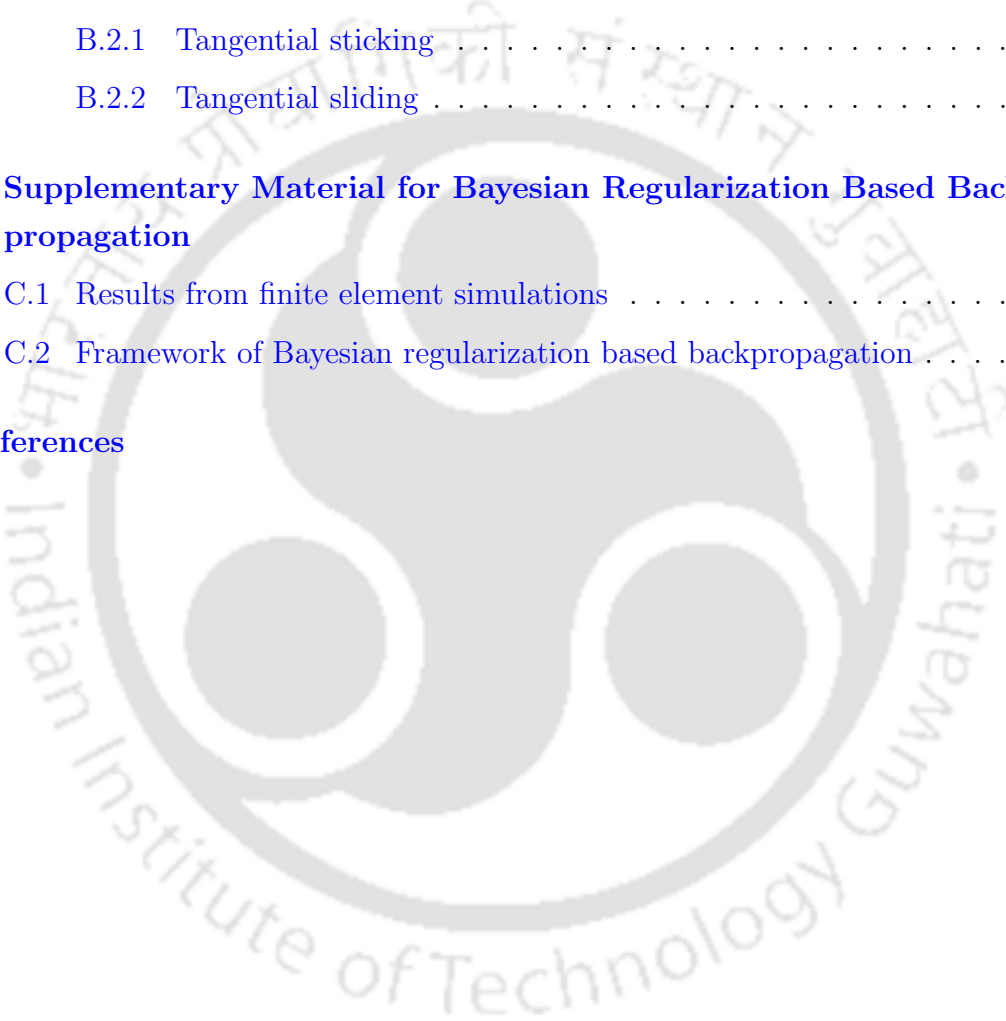 B.2.1 Tangential sticking . . . . . . . . . . . . . . . . . . . . . . .
B.2.2 Tangential sliding . . . . . . . . . . . . . . . . . . . . . . . .
Supplementary Material for Bayesian Regularization Based Bac
propagation
C.1 Results from finite element simulations . . . . . . . . . . . . . . . .
C.2 Framework of Bayesian regularization based backpropagation . . . .
ferences
Indian Institute of Technology Guwahati